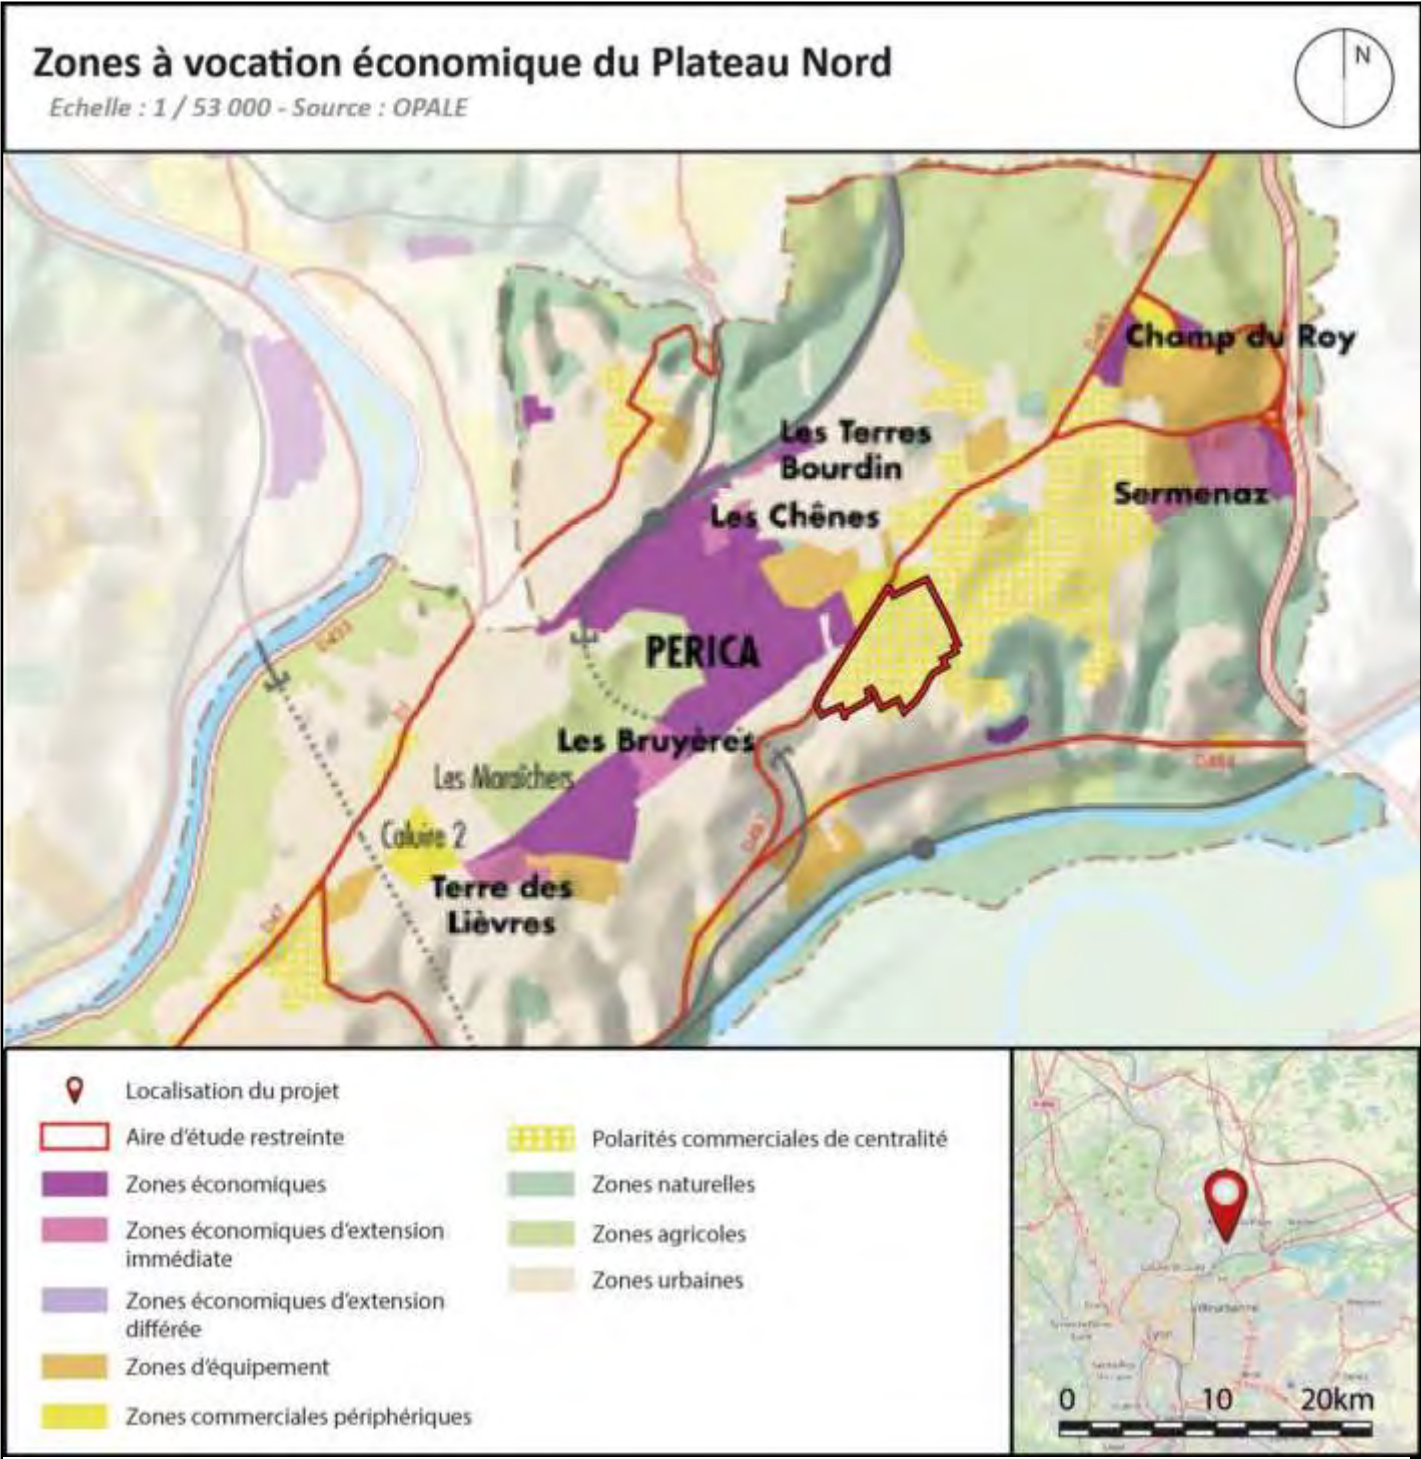 Zones à vocation économique du Plateau Nord
Echelle : 1 / 53 000 - Source : OPALE
N
Champ du Roy
Les Terres
Bourdin
Sermenaz
Les Chênes
D433
PERICA
Les Bruyères
Les Maraîchers
Caluire 2
Terre des
Lièvres
Localisation du projet
Aire d'étude restreinte
Zones économiques
Zones économiques d'extension
immédiate
Zones économiques d'extension
différée
Zones d'équipement
Zones commerciales périphériques
Polarités commerciales de centralité
Zones naturelles
Zones agricoles
Zones urbaines
Villeurbanne
Lyon
0 10 20km